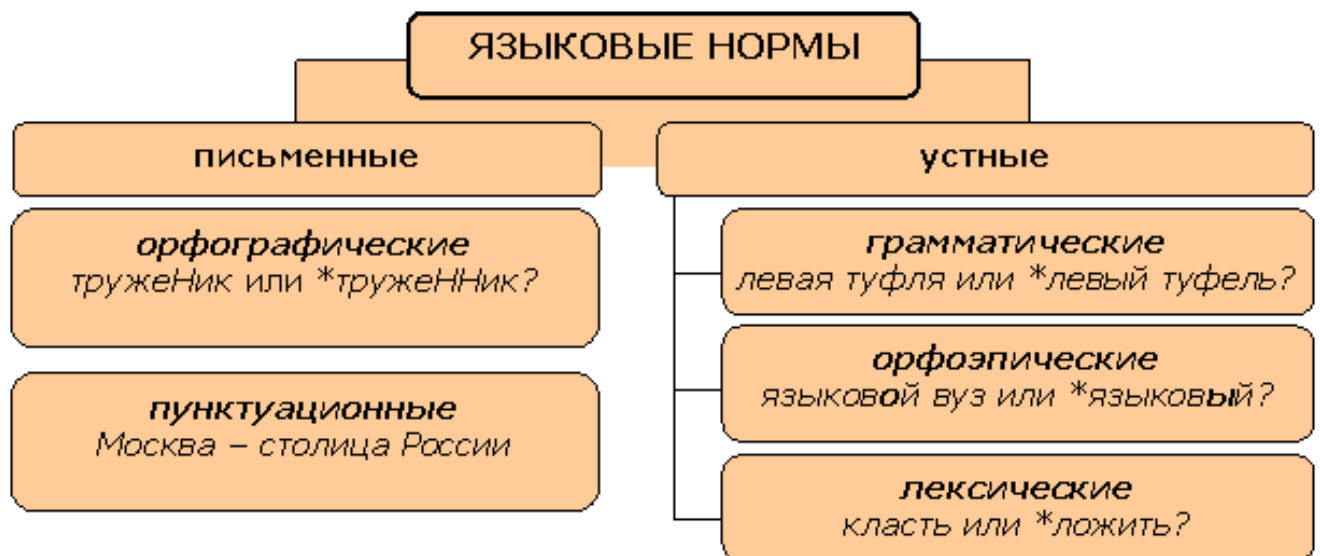 ЯЗЫКОВЫЕ НОРМЫ
письменные
орфографические
тружеНик или *тружеННик?
пунктуационные
Москва – столица России
устные
грамматические
левая туфля или *левый туфель?
орфоэпические
языковой вуз или *языковый?
лексические
класть или *ложить?